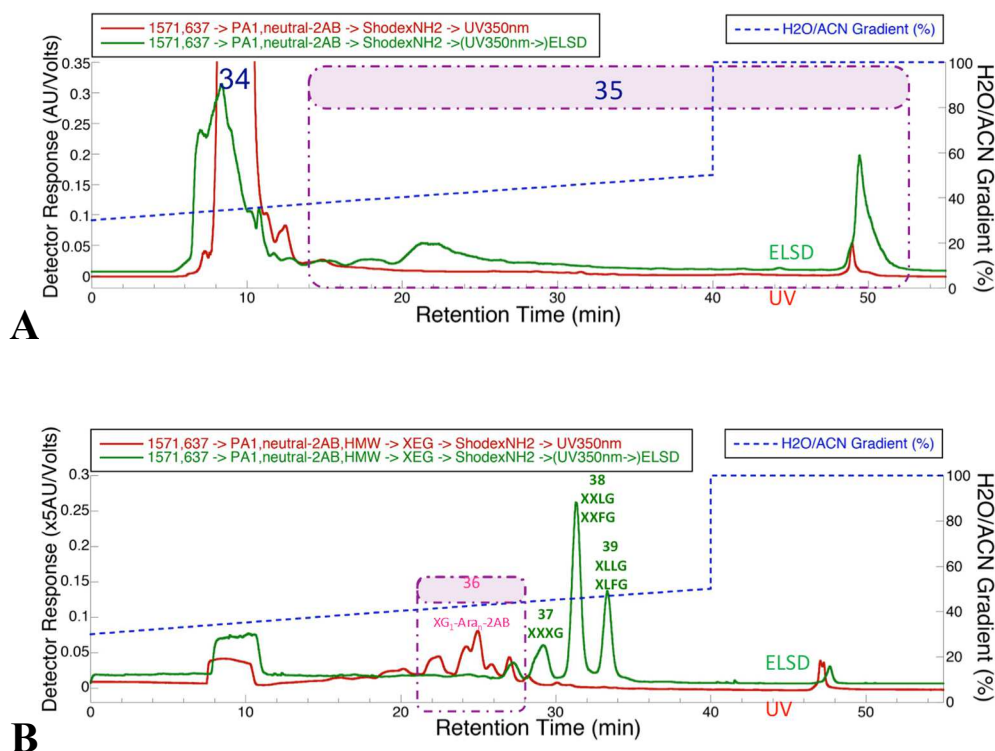 1571,637 -> PA1,neutral-2AB -> ShodexNH2 -> UV350nm
1571,637 -> PA1,neutral-2AB -> ShodexNH2 ->(UV350nm->)ELSD
H2O/ACN Gradient (%)
Detector Response (AU/Volts)
0.35
0.3
0.25
0.2
0.15
0.1
0.05
0
34
35
ELSD
UV
100
80
60
40
20
0
H2O/ACN Gradient (%)
0 10 20 30 40 50
Retention Time (min)
A
1571,637 -> PA1,neutral-2AB,HMW -> XEG -> ShodexNH2 -> UV350nm
1571,637 -> PA1,neutral-2AB,HMW -> XEG -> ShodexNH2 ->(UV350nm->)ELSD
H2O/ACN Gradient (%)
Detector Response (x5AU/Volts)
0.3
0.25
0.2
0.15
0.1
0.05
0
38
XXLG
XXFG
39
XLLG
XLFG
36
XG1-Aran-2AB
37
XXXG
ELSD
UV
100
80
60
40
20
0
H2O/ACN Gradient (%)
0 10 20 30 40 50
Retention Time (min)
B